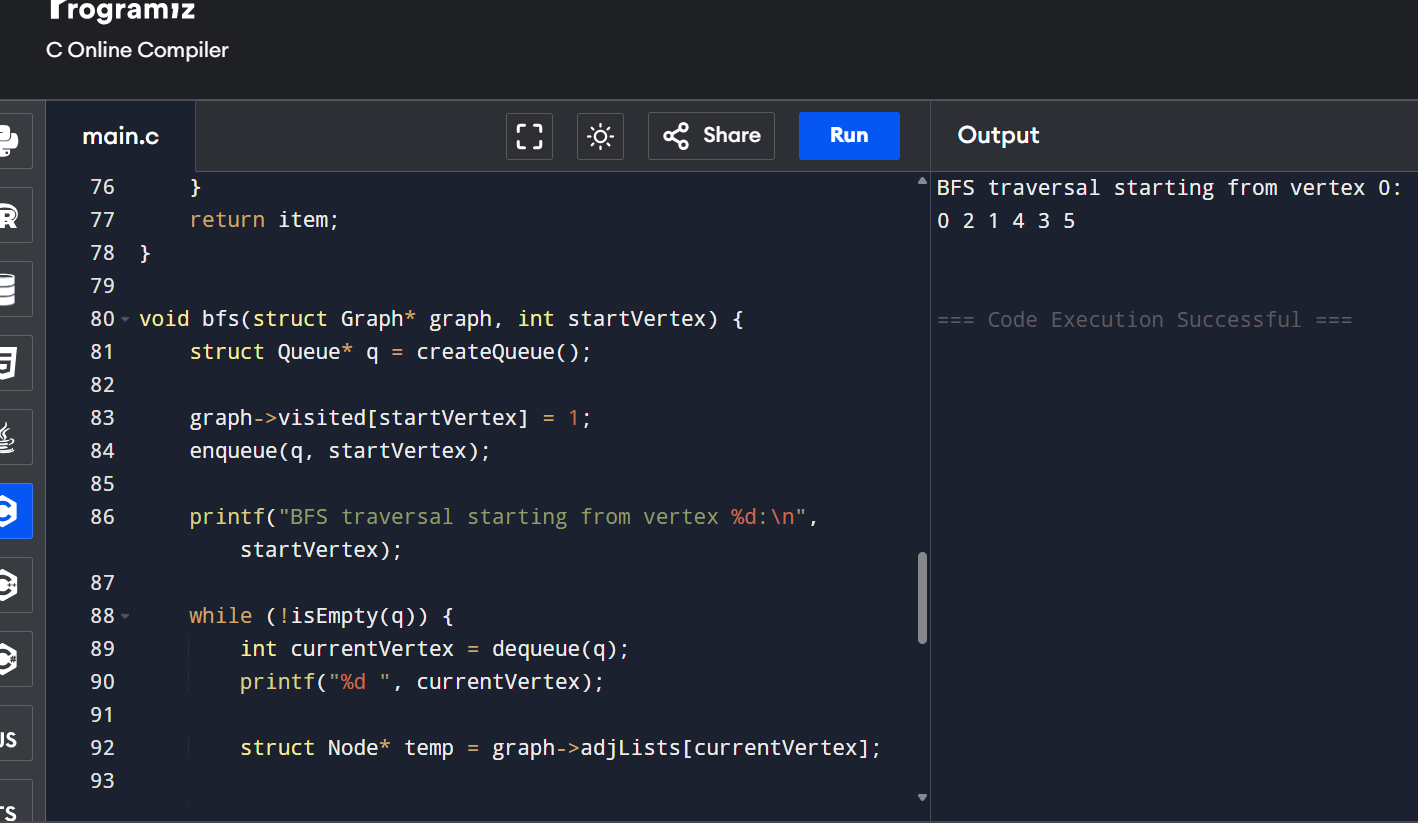 Programiz
C Online Compiler
main.c
Share
Run
Output
76 }
77 return item;
78 }
79
80 void bfs(struct Graph* graph, int startVertex) {
81 struct Queue* q = createQueue();
82
83 graph->visited[startVertex] = 1;
84 enqueue(q, startVertex);
85
86 printf("BFS traversal starting from vertex %d:\n",
startVertex);
87
88 while (!isEmpty(q)) {
89 int currentVertex = dequeue(q);
90 printf("%d ", currentVertex);
91
92 struct Node* temp = graph->adjLists[currentVertex];
93
BFS traversal starting from vertex 0:
0 2 1 4 3 5
=== Code Execution Successful ===
R
5
C
C
C
JS
TS